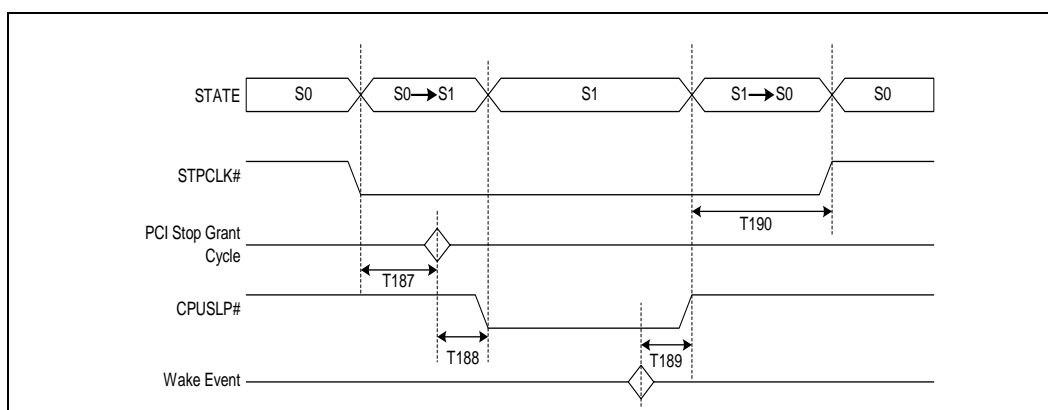 STATE
S0
S0→S1
S1
S1→S0
S0
STPCLK#
T190
PCI Stop Grant
Cycle
T187
CPUSLP#
T188
T189
Wake Event